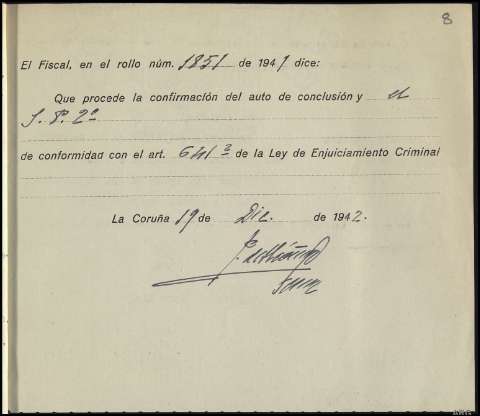 8
El Fiscal, en el rollo núm. 1851 de 1941 dice:
Que procede la confirmación del auto de conclusión y el
S. P. 2º
de conformidad con el art. 641 2º de la Ley de Enjuiciamiento Criminal
La Coruña 19 de Dic. de 1942.